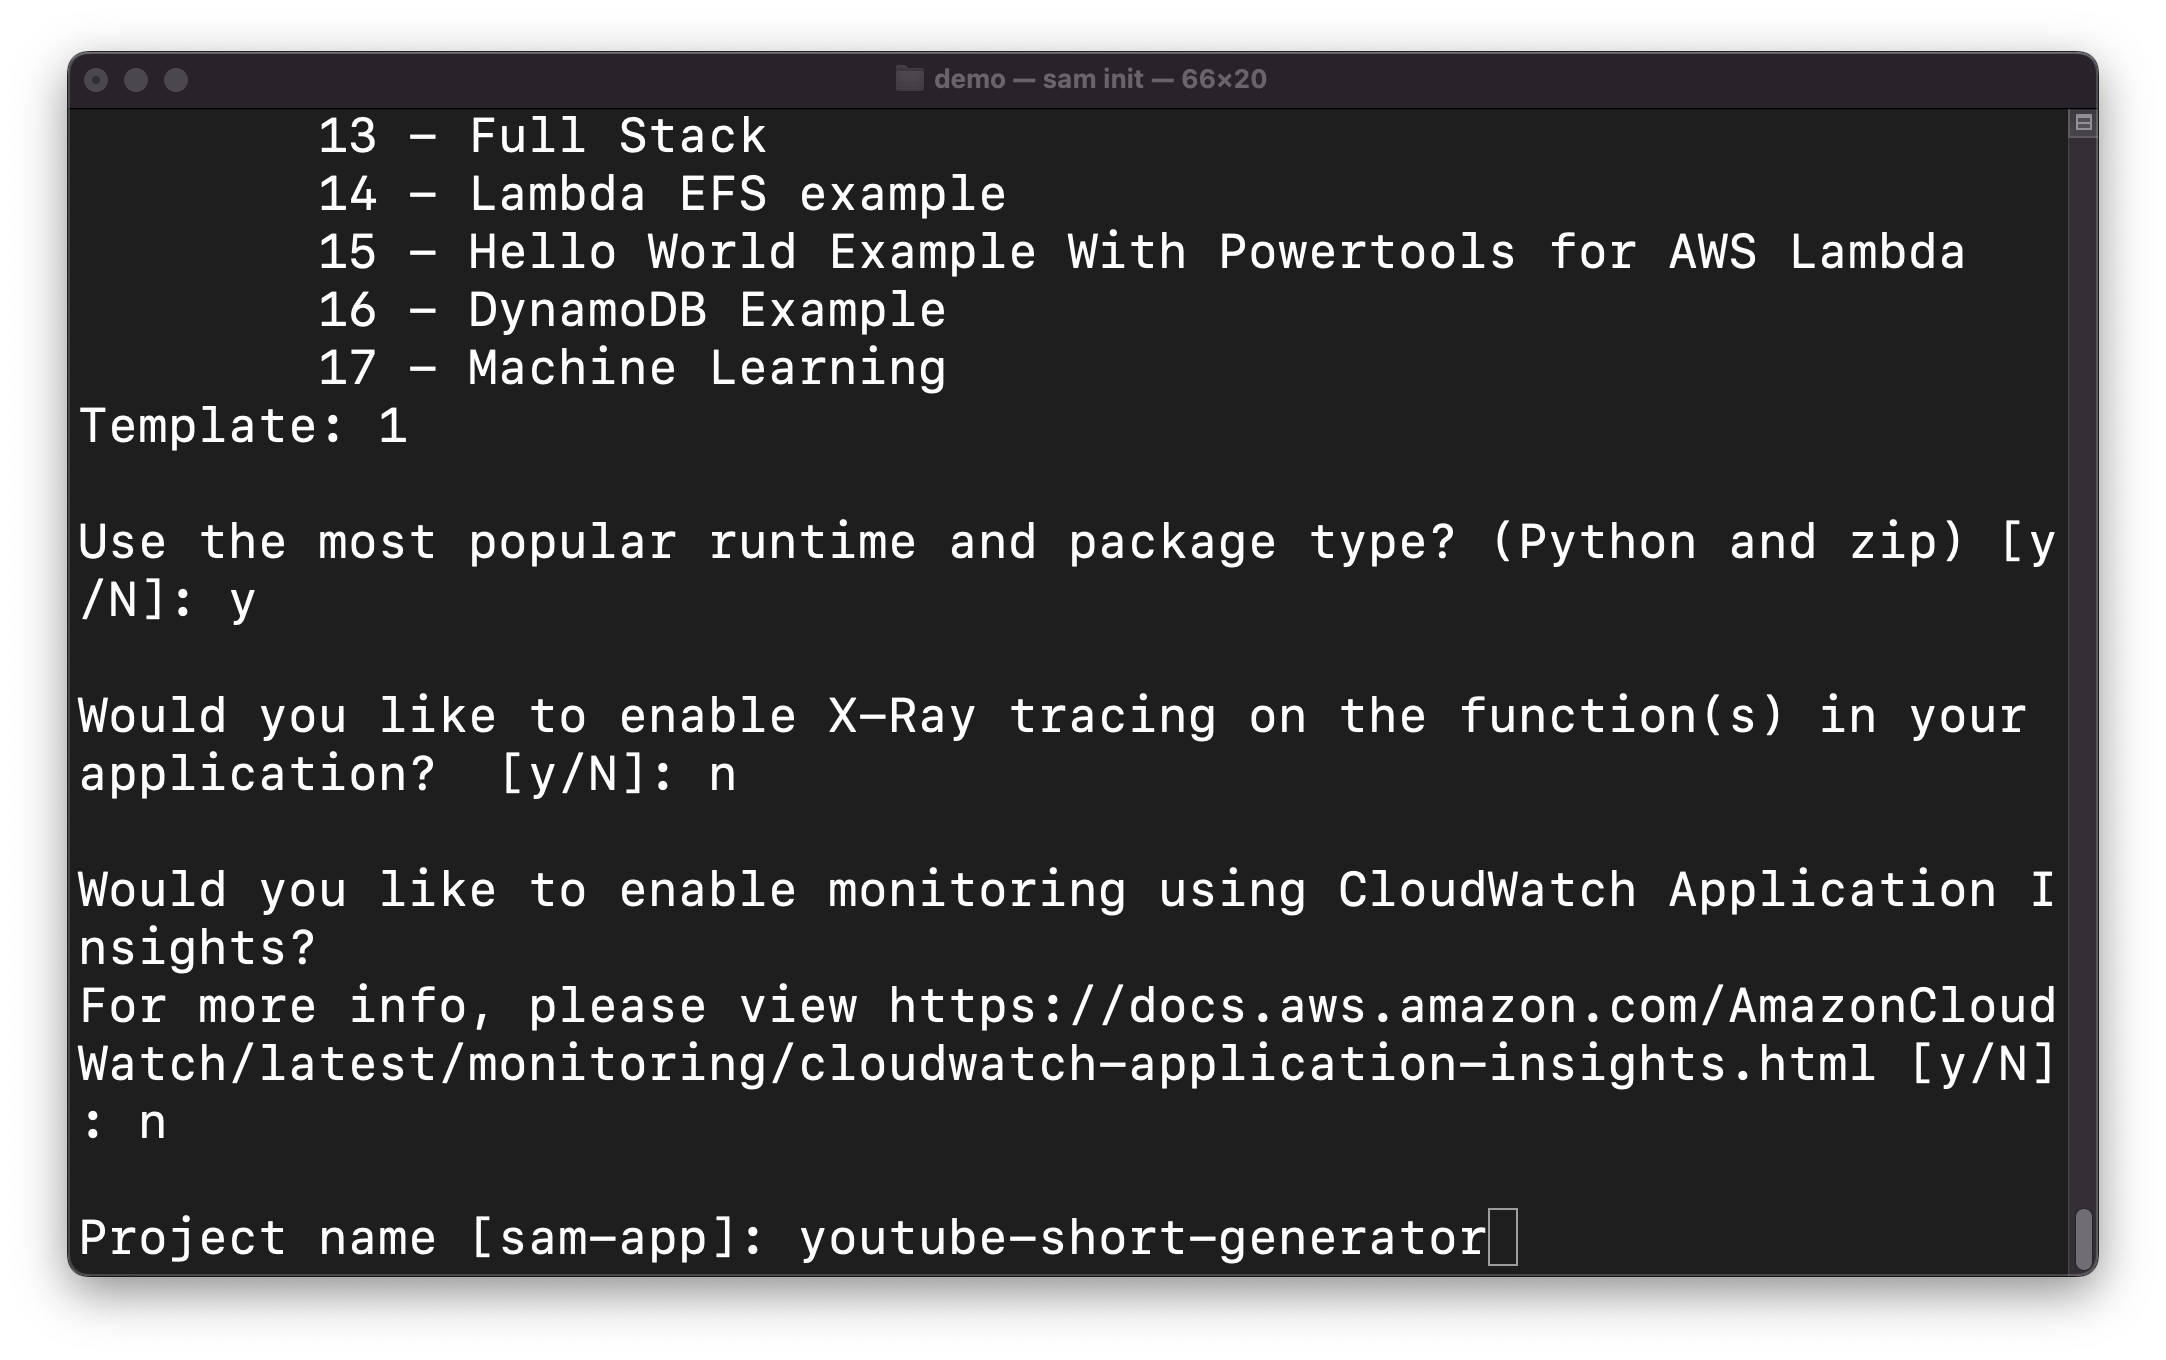 demo — sam init — 66×20
13 - Full Stack
14 - Lambda EFS example
15 - Hello World Example With Powertools for AWS Lambda
16 - DynamoDB Example
17 - Machine Learning
Template: 1
Use the most popular runtime and package type? (Python and zip) [y
/N]: y
Would you like to enable X-Ray tracing on the function(s) in your
application?  [y/N]: n
Would you like to enable monitoring using CloudWatch Application I
nsights?
For more info, please view https://docs.aws.amazon.com/AmazonCloud
Watch/latest/monitoring/cloudwatch-application-insights.html [y/N]
: n
Project name [sam-app]: youtube-short-generator